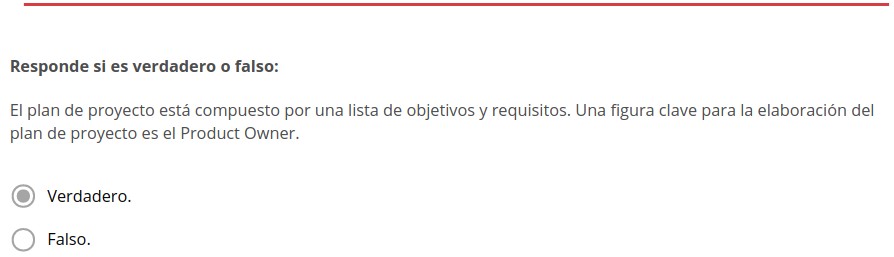 Responde si es verdadero o falso:
El plan de proyecto está compuesto por una lista de objetivos y requisitos. Una figura clave para la elaboración del
plan de proyecto es el Product Owner.
Verdadero.
Falso.